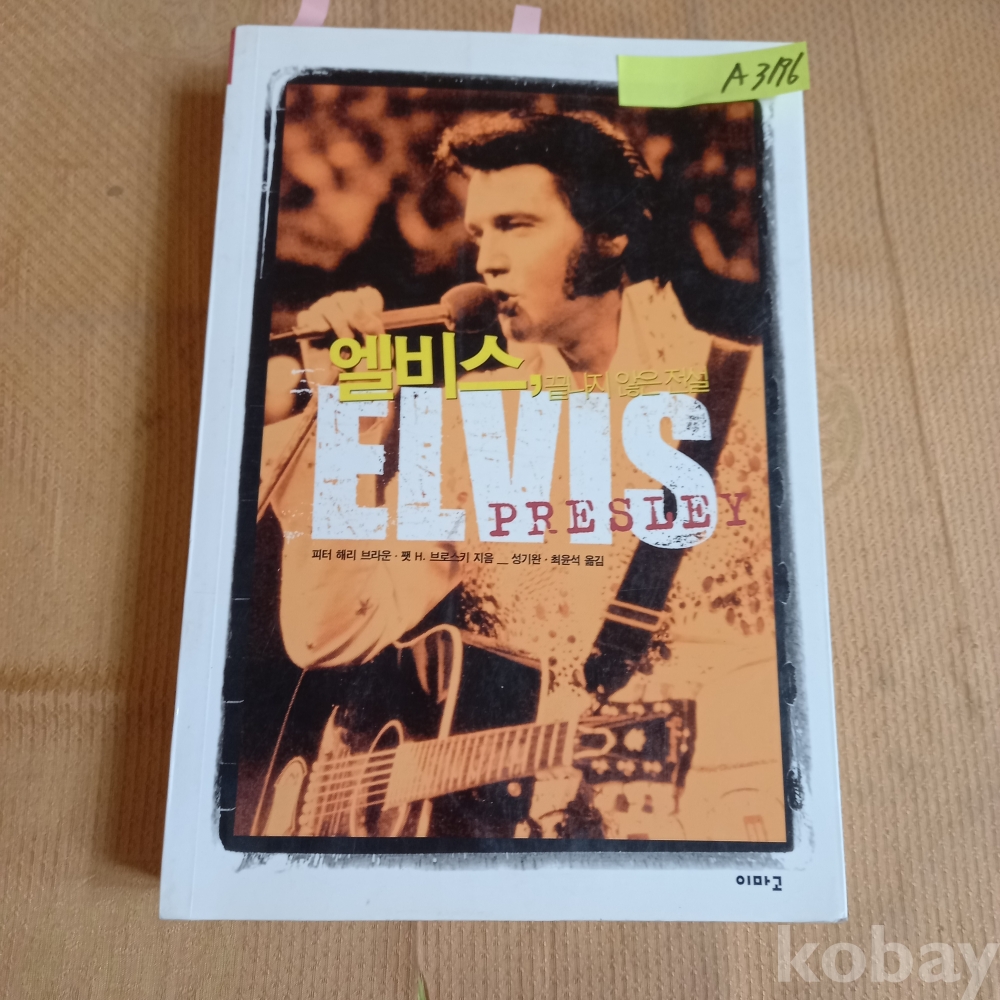 A3196
엘비스, 끝나지 않은 전설
ELVIS
PRESLEY
피터 해리 브라운 · 팻 H. 브로스키 지음 _ 성기완 · 최윤석 옮김
이마고
kobay